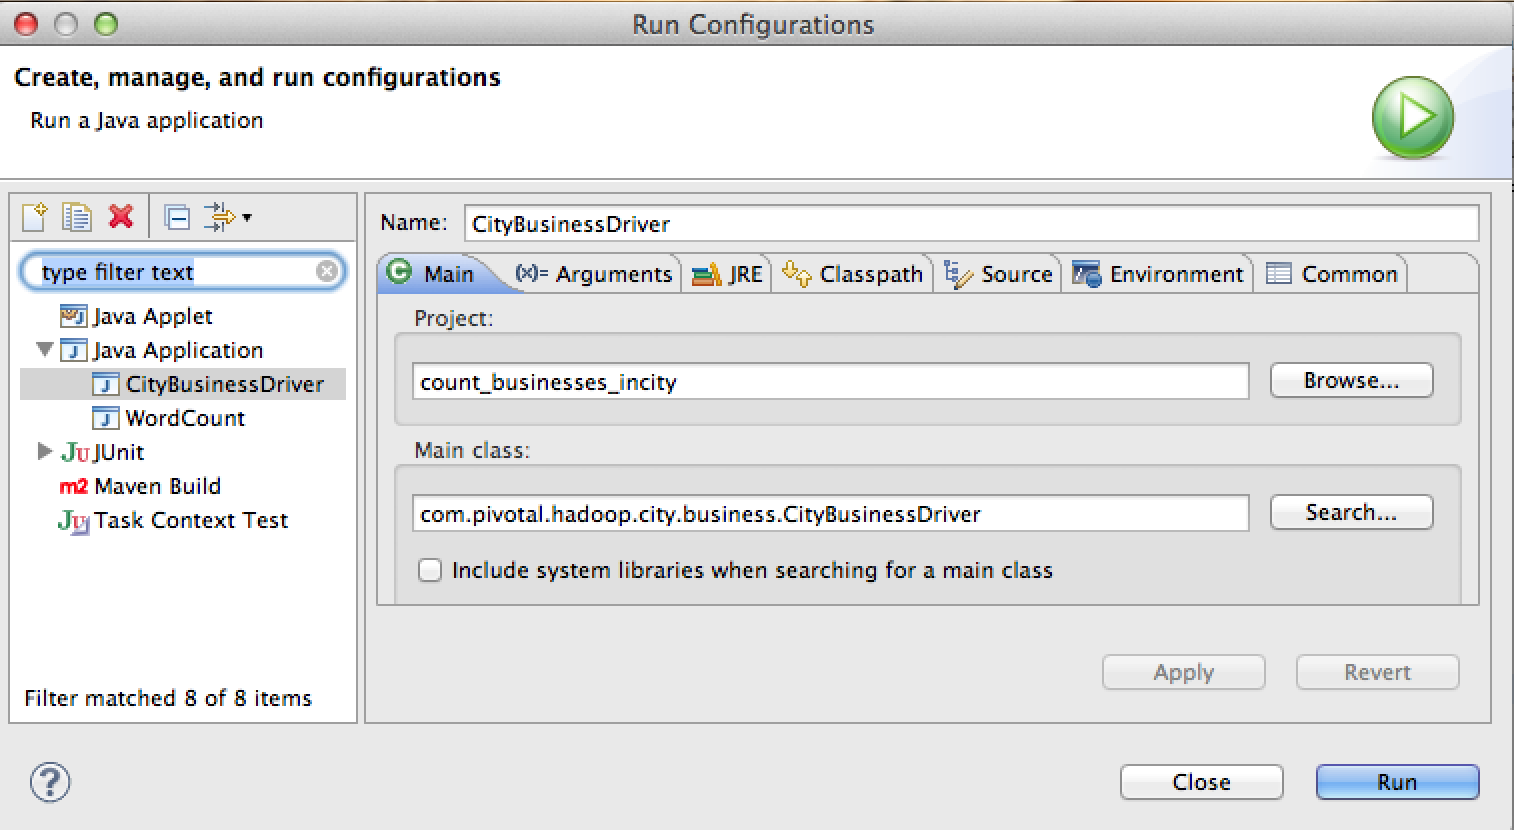 Run Configurations
Create, manage, and run configurations
Run a Java application
type filter text
Java Applet
Java Application
CityBusinessDriver
WordCount
JUnit
Maven Build
Task Context Test
Filter matched 8 of 8 items
Name: CityBusinessDriver
Main (x)= Arguments JRE Classpath Source Environment Common
Project:
count_businesses_incity Browse...
Main class:
com.pivotal.hadoop.city.business.CityBusinessDriver Search...
Include system libraries when searching for a main class
Apply Revert
? Close Run